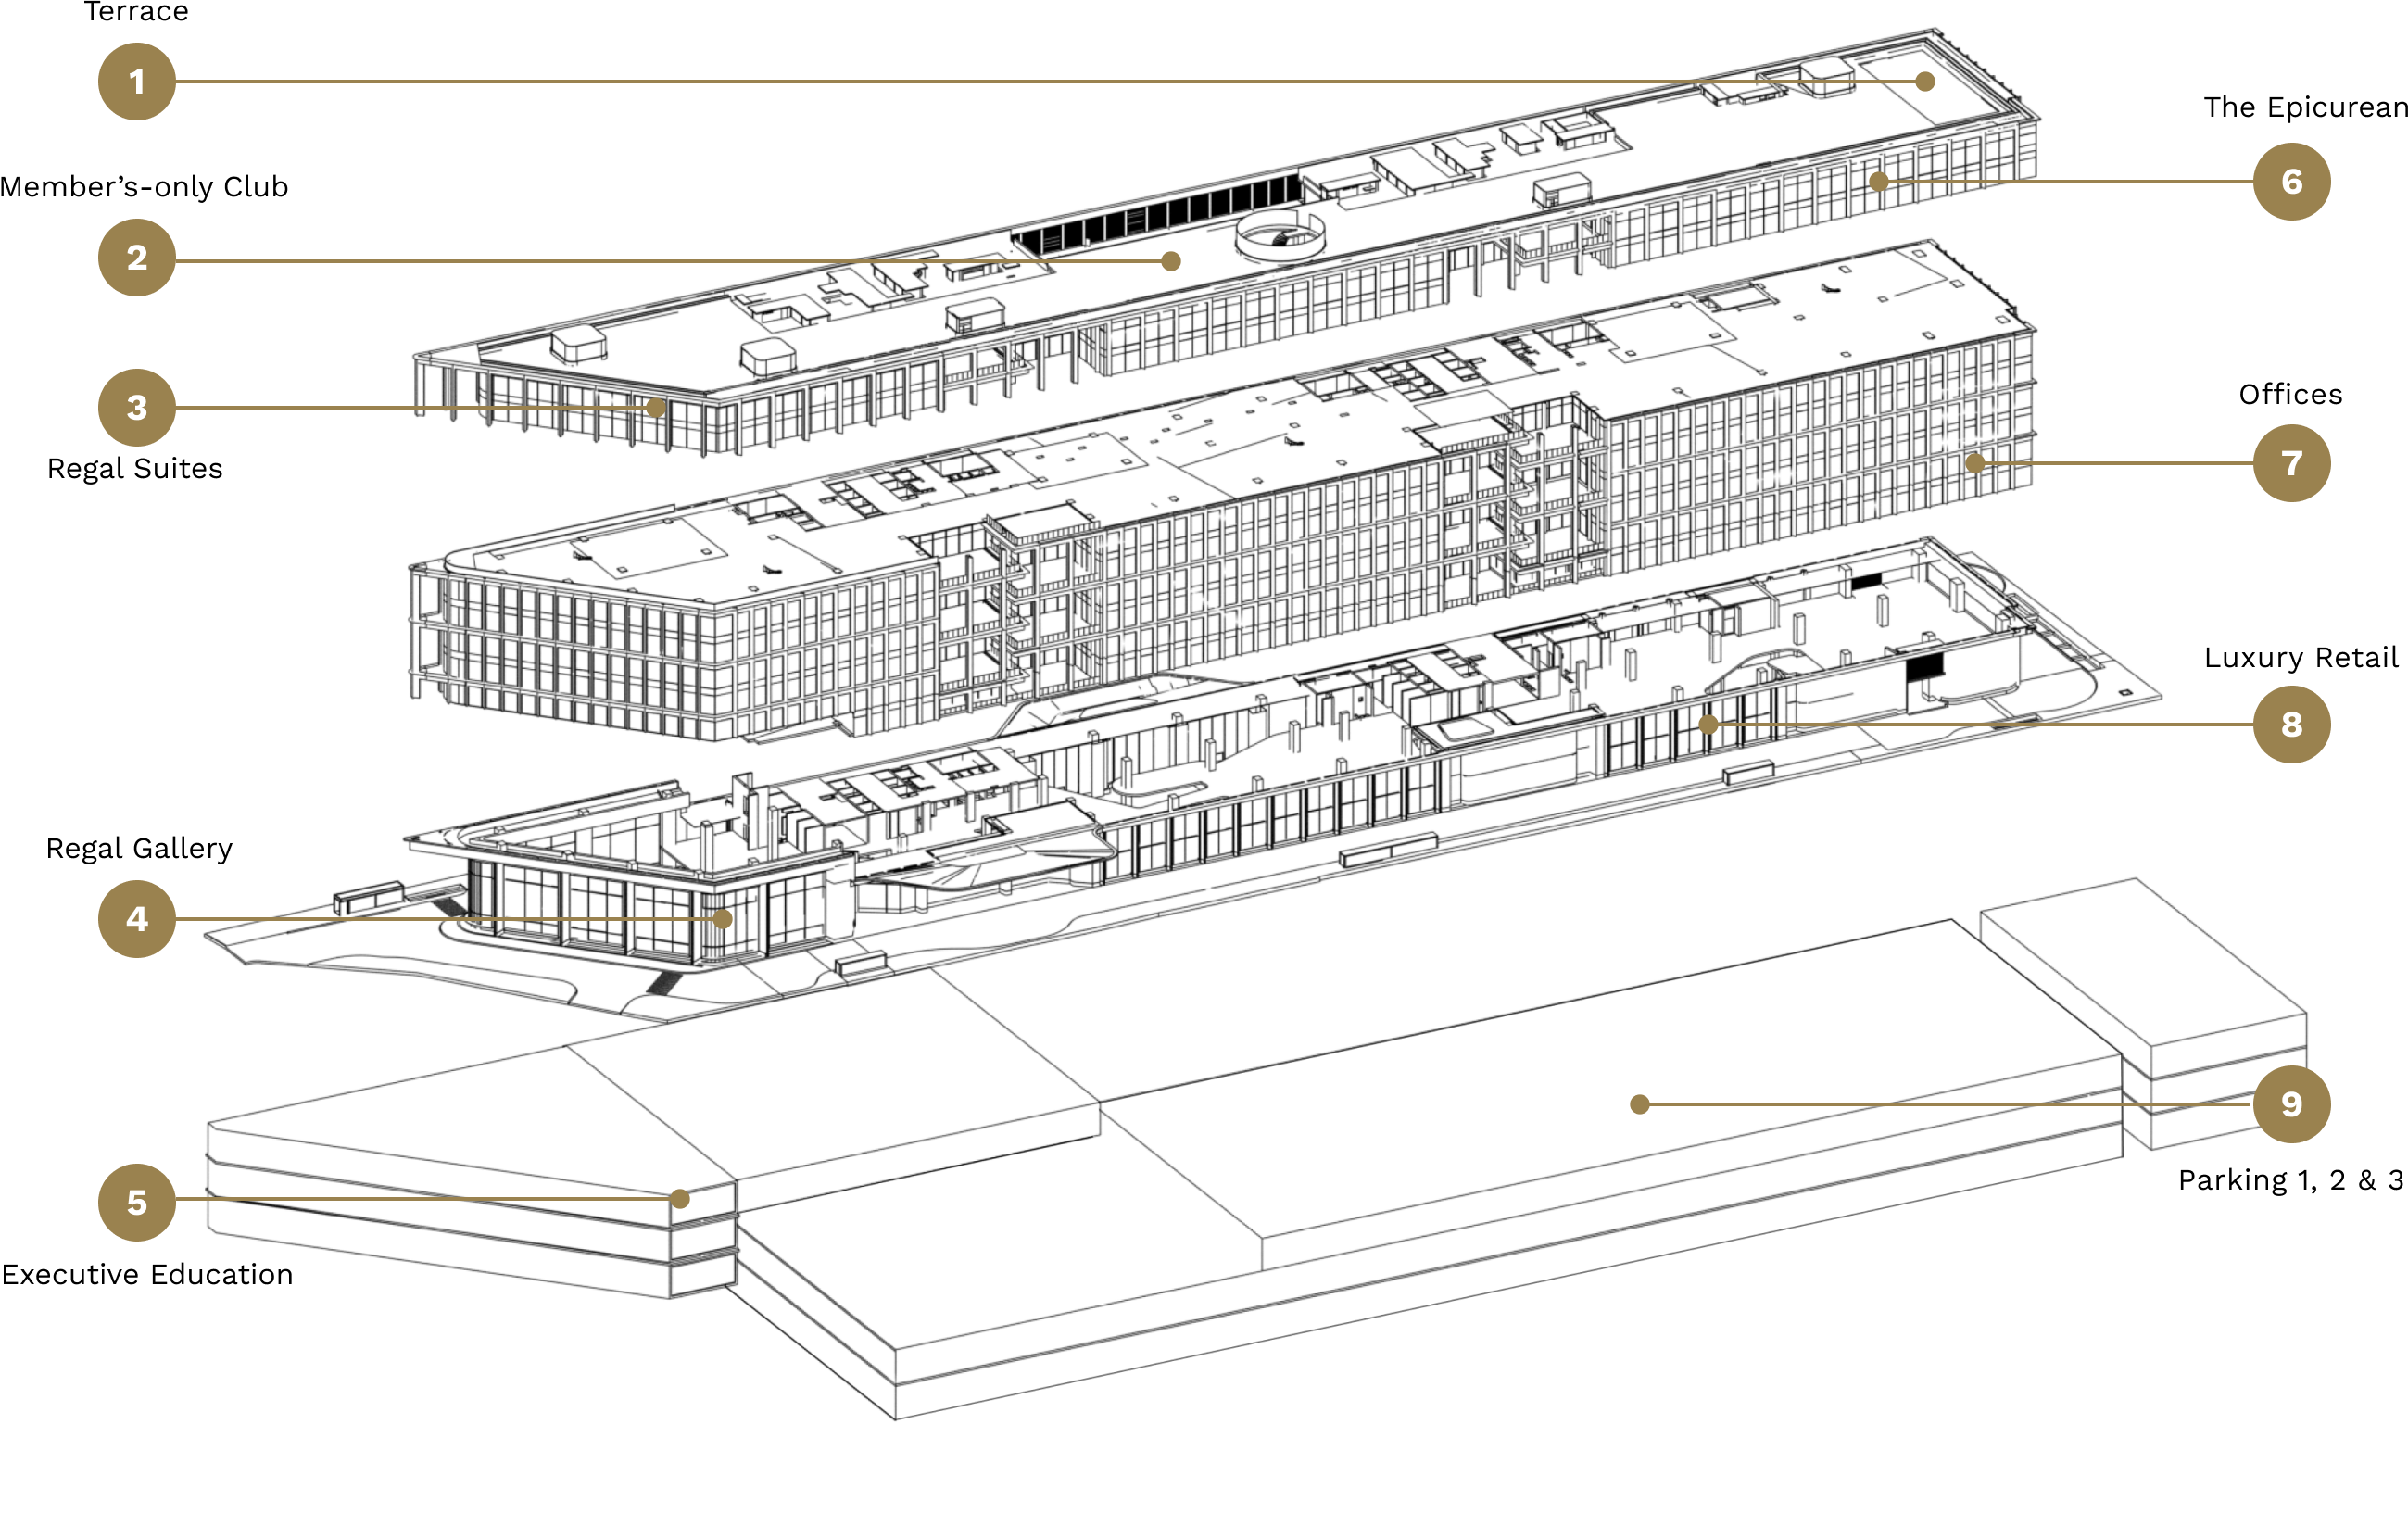 Terrace
1
Member’s-only Club
2
3
Regal Suites
Regal Gallery
4
5
Executive Education
The Epicurean
6
Offices
7
Luxury Retail
8
9
Parking 1, 2 & 3